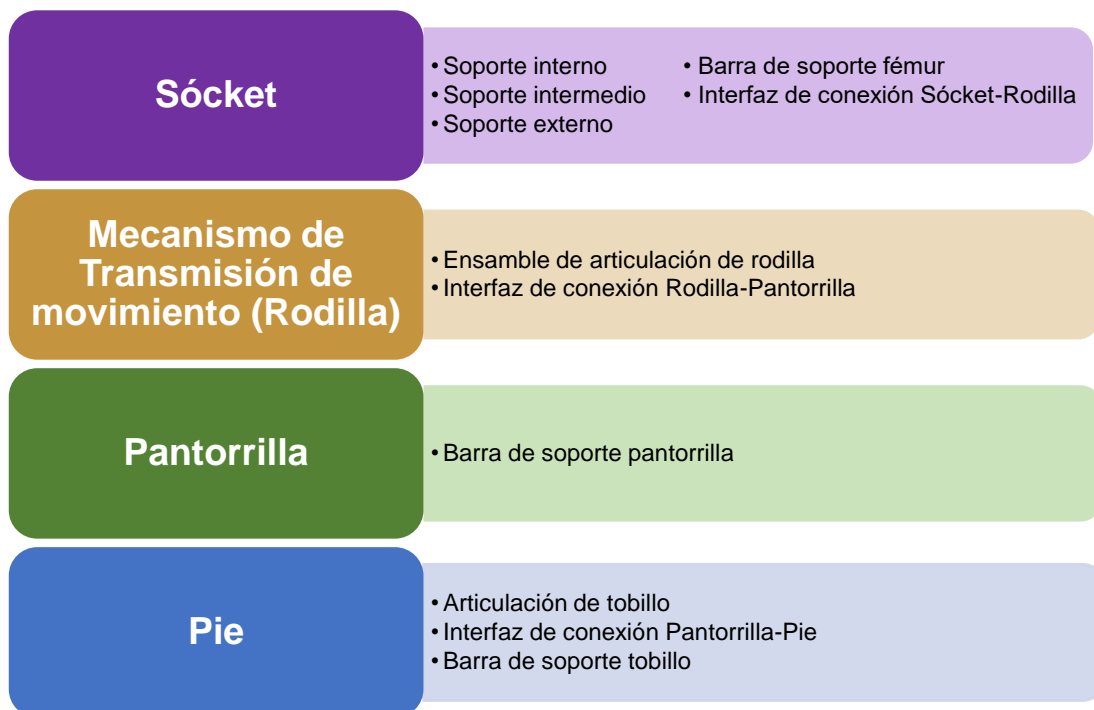 Sócket
• Soporte interno
• Soporte intermedio
• Soporte externo
• Barra de soporte fémur
• Interfaz de conexión Sócket-Rodilla
Mecanismo de
Transmisión de
movimiento (Rodilla)
• Ensamble de articulación de rodilla
• Interfaz de conexión Rodilla-Pantorrilla
Pantorrilla
• Barra de soporte pantorrilla
Pie
• Articulación de tobillo
• Interfaz de conexión Pantorrilla-Pie
• Barra de soporte tobillo